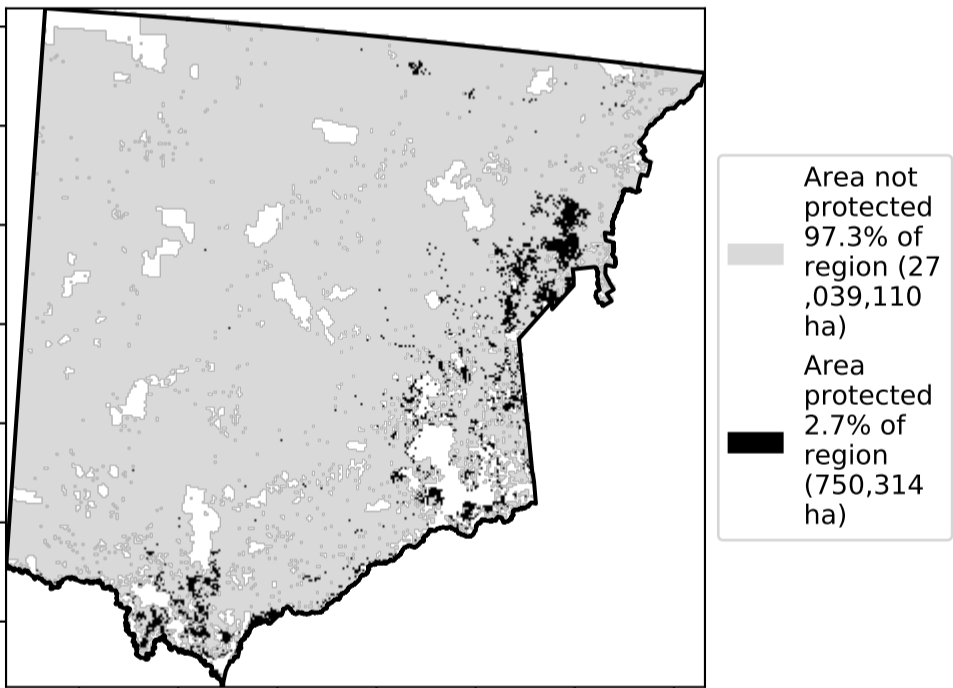 Area not
protected
97.3% of
region (27
,039,110
ha)
Area
protected
2.7% of
region
(750,314
ha)